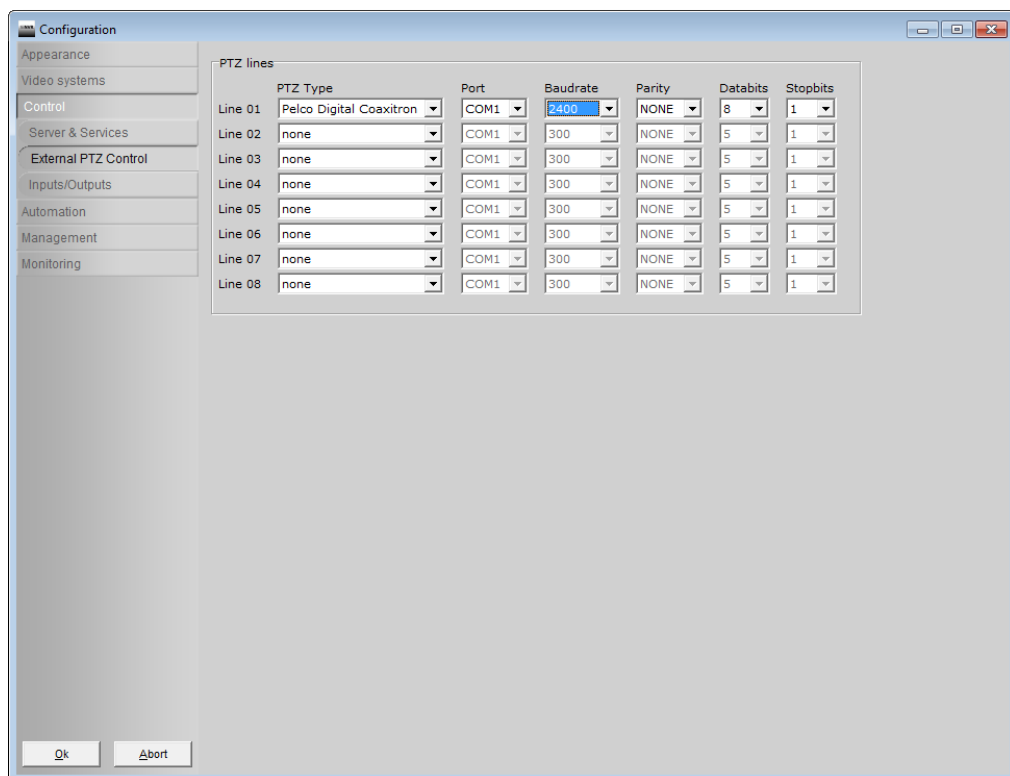 Configuration
Appearance
Video systems
Control
Server & Services
External PTZ Control
Inputs/Outputs
Automation
Management
Monitoring
PTZ lines
PTZ Type Port Baudrate Parity Databits Stopbits
Line 01 Pelco Digital Coaxitron COM1 2400 NONE 8 1
Line 02 none COM1 300 NONE 5 1
Line 03 none COM1 300 NONE 5 1
Line 04 none COM1 300 NONE 5 1
Line 05 none COM1 300 NONE 5 1
Line 06 none COM1 300 NONE 5 1
Line 07 none COM1 300 NONE 5 1
Line 08 none COM1 300 NONE 5 1
Ok Abort